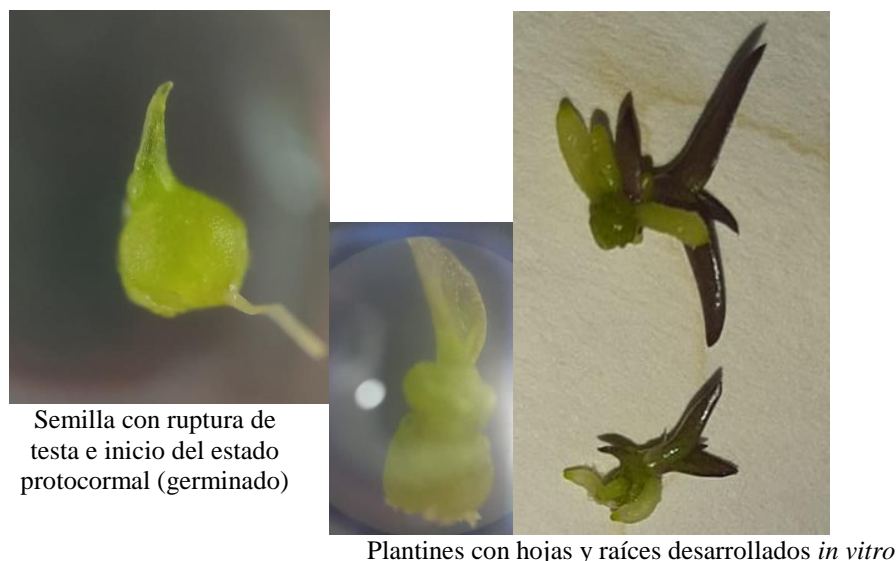 Semilla con ruptura de
testa e inicio del estado
protocormal (germinado)
Plantines con hojas y raíces desarrollados in vitro